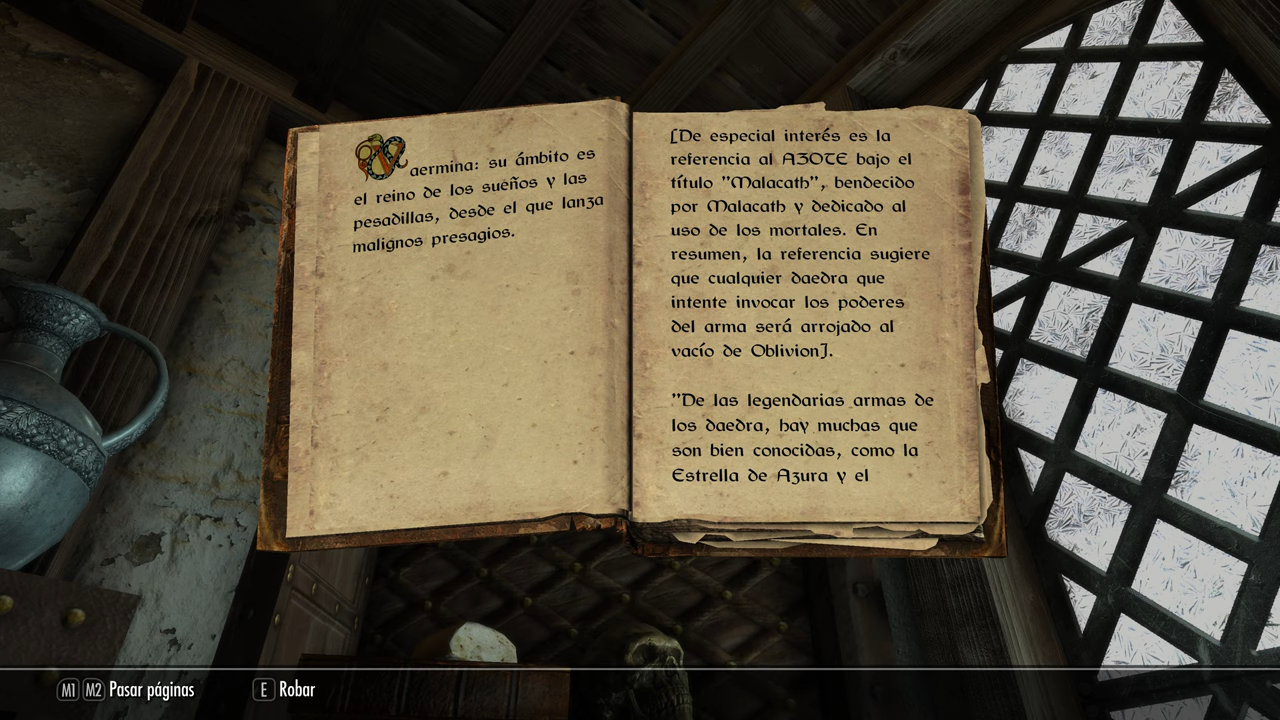 Vaermina: su ámbito es
el reino de los sueños y las
pesadillas, desde el que lanza
malignos presagios.
[De especial interés es la
referencia al AZOTE bajo el
título "Malacath", bendecido
por Malacath y dedicado al
uso de los mortales. En
resumen, la referencia sugiere
que cualquier daedra que
intente invocar los poderes
del arma será arrojado al
vacío de Oblivion].
"De las legendarias armas de
los daedra, hay muchas que
son bien conocidas, como la
Estrella de Azura y el
M1 M2 Pasar páginas
E Robar